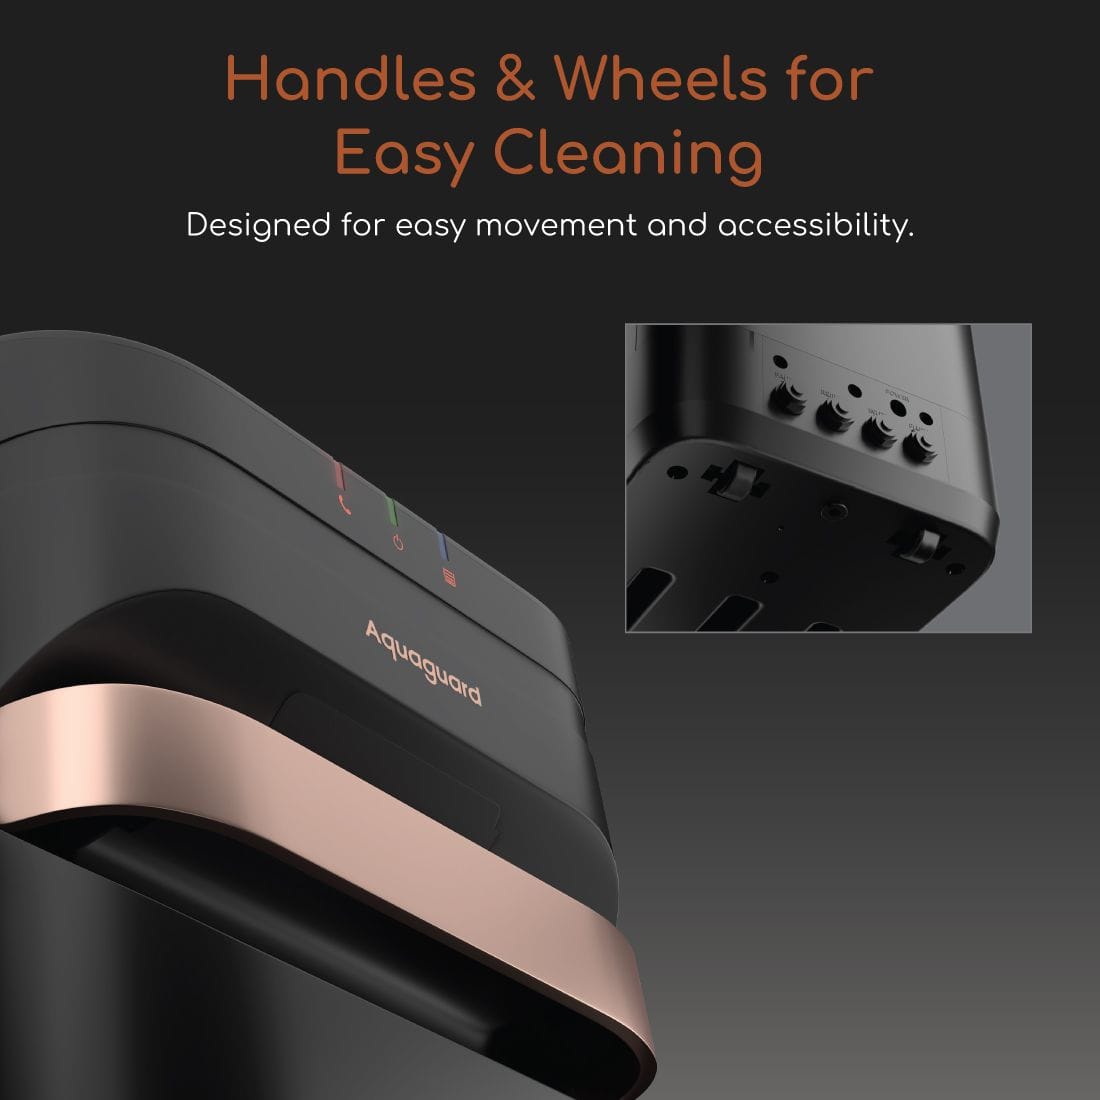 Handles & Wheels for
Easy Cleaning
Designed for easy movement and accessibility.
POWER
Aquaguard